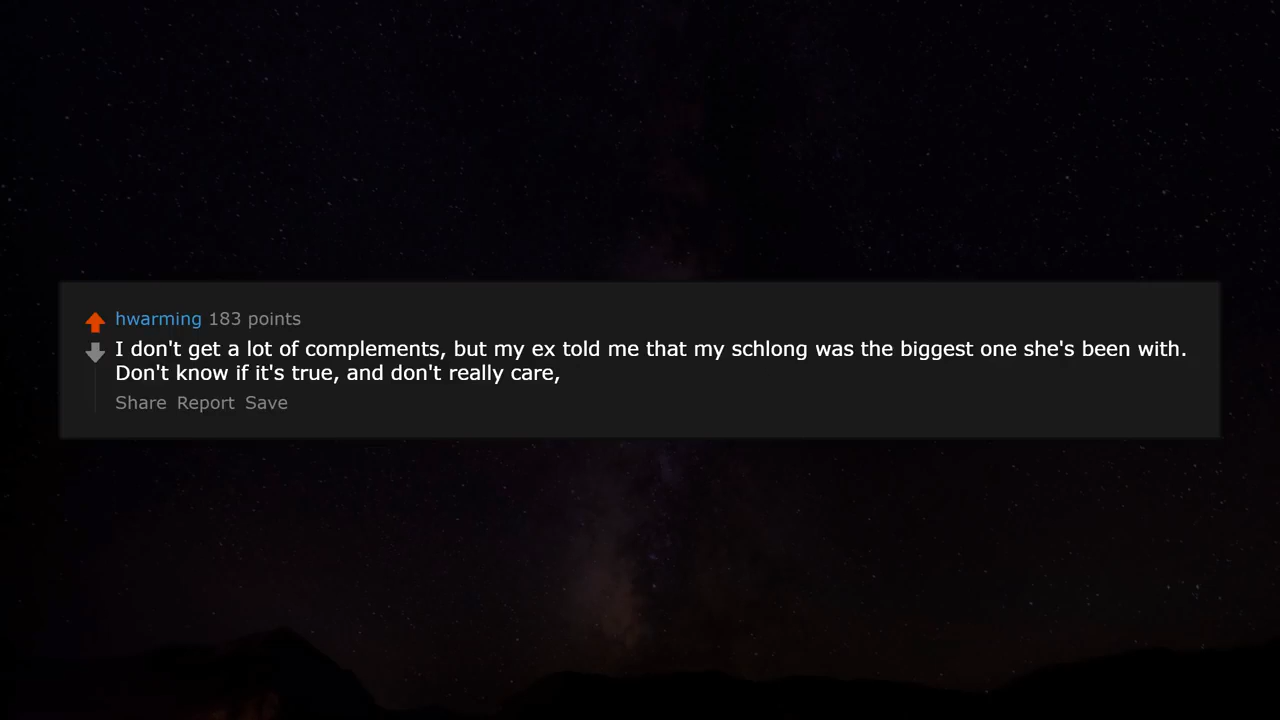 hwarming 183 points
I don't get a lot of complements, but my ex told me that my schlong was the biggest one she's been with.
Don't know if it's true, and don't really care,
Share Report Save